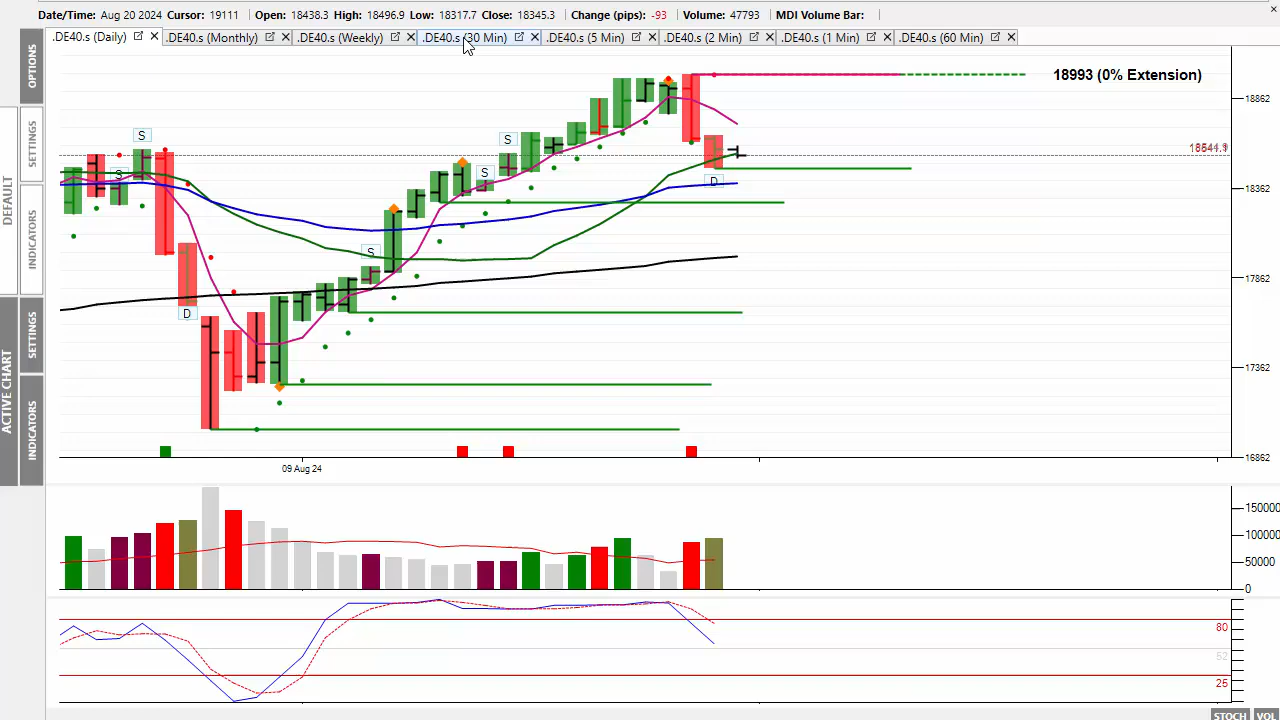 Date/Time: Aug 20 2024 Cursor: 19111 Open: 18438.3 High: 18496.9 Low: 18317.7 Close: 18345.3 Change (pips): -93 Volume: 47793 MDI Volume Bar:
.DE40.s (Daily) .DE40.s (Monthly) .DE40.s (Weekly) .DE40.s (30 Min) .DE40.s (5 Min) .DE40.s (2 Min) .DE40.s (1 Min) .DE40.s (60 Min)
OPTIONS
SETTINGS
INDICATORS
DEFAULT
SETTINGS
INDICATORS
ACTIVE CHART
18993 (0% Extension)
18862
S
S
S
S
S
S
D
D
18362
17862
17362
16862
09 Aug 24
150000
100000
50000
0
80
52
25
STOCH VOL